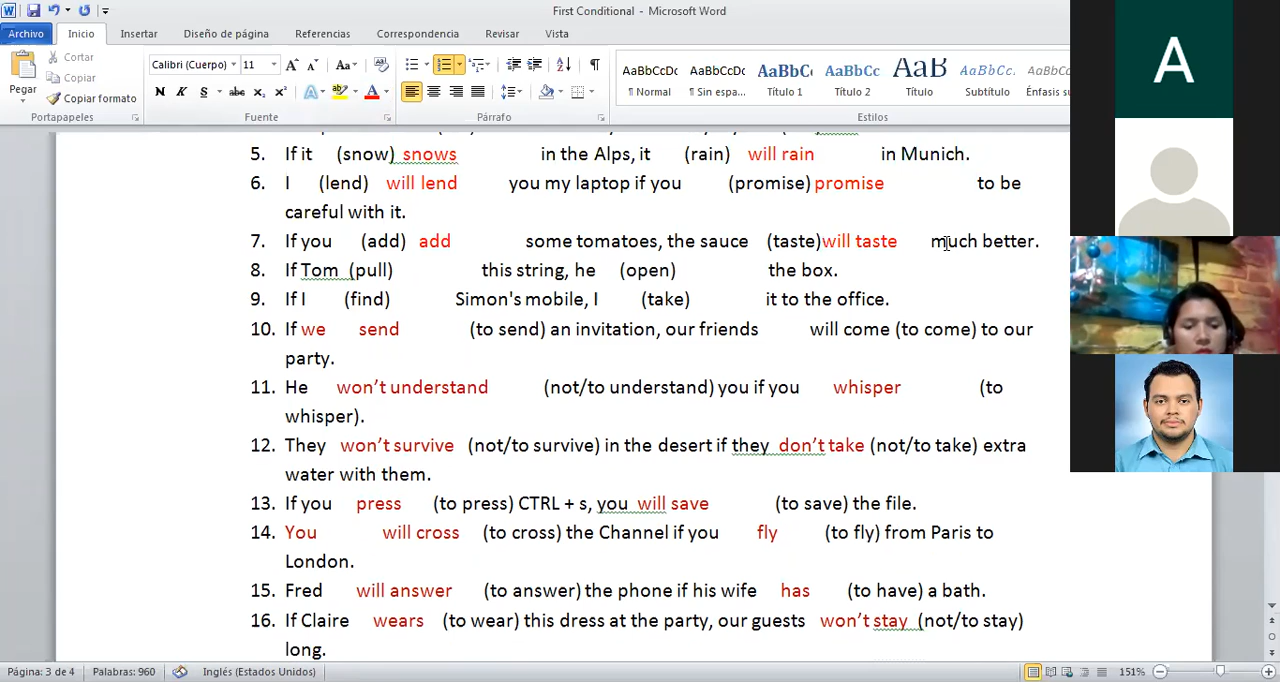 First Conditional - Microsoft Word
Archivo Inicio Insertar Diseño de página Referencias Correspondencia Revisar Vista
Cortar
Copiar
Copiar formato
Pegar
Portapapeles
Calibri (Cuerpo) 11
Fuente
Párrafo
AaBbCcDc AaBbCcDc AaBbC AaBbCc AaB AaBbCc. AaBbCcDc
¶ Normal ¶ Sin espa... Título 1 Título 2 Título Subtítulo Énfasis su
Estilos
5. If it (snow) snows in the Alps, it (rain) will rain in Munich.
6. I (lend) will lend you my laptop if you (promise) promise to be
careful with it.
7. If you (add) add some tomatoes, the sauce (taste)will taste much better.
8. If Tom (pull) this string, he (open) the box.
9. If I (find) Simon's mobile, I (take) it to the office.
10. If we send (to send) an invitation, our friends will come (to come) to our
party.
11. He won't understand (not/to understand) you if you whisper (to
whisper).
12. They won't survive (not/to survive) in the desert if they don't take (not/to take) extra
water with them.
13. If you press (to press) CTRL + s, you will save (to save) the file.
14. You will cross (to cross) the Channel if you fly (to fly) from Paris to
London.
15. Fred will answer (to answer) the phone if his wife has (to have) a bath.
16. If Claire wears (to wear) this dress at the party, our guests won't stay (not/to stay)
long.
Página: 3 de 4 Palabras: 960 Inglés (Estados Unidos) 151%
A